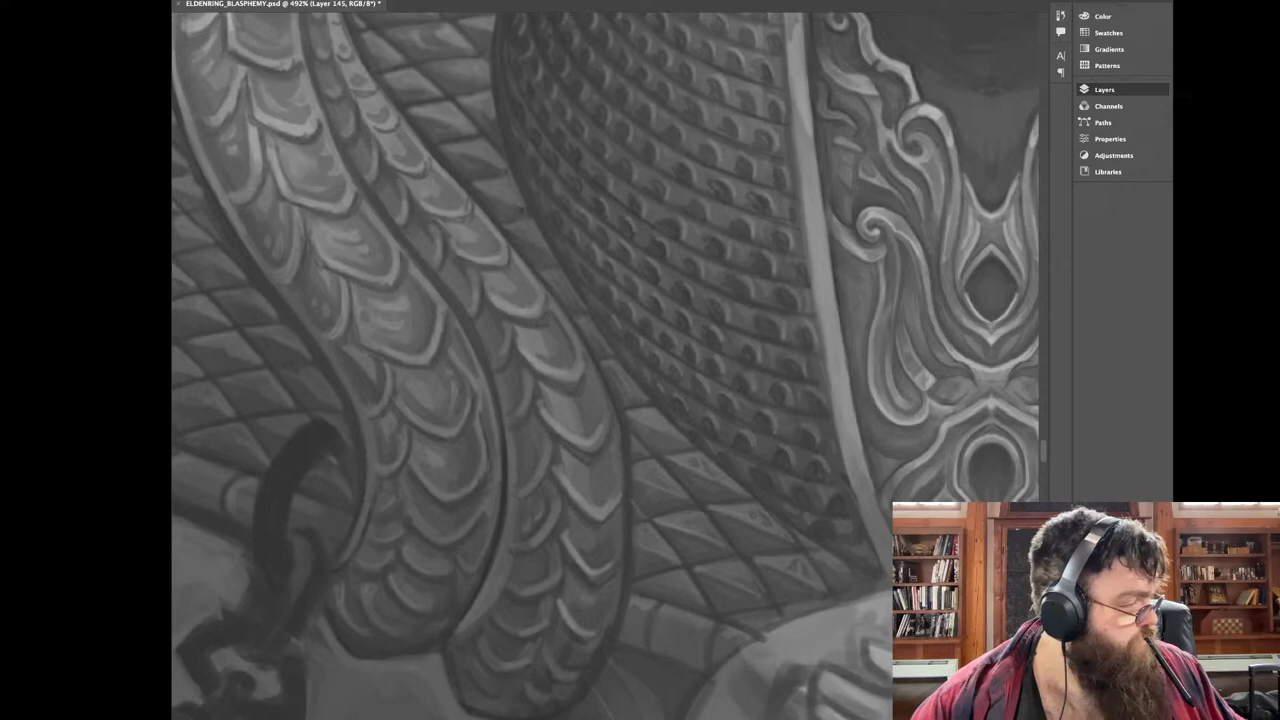 × ELDENRING_BLASPHEMY.psd @ 492% (Layer 145, RGB/8*) *
Color
Swatches
Gradients
Patterns
Layers
Channels
Paths
Properties
Adjustments
Libraries